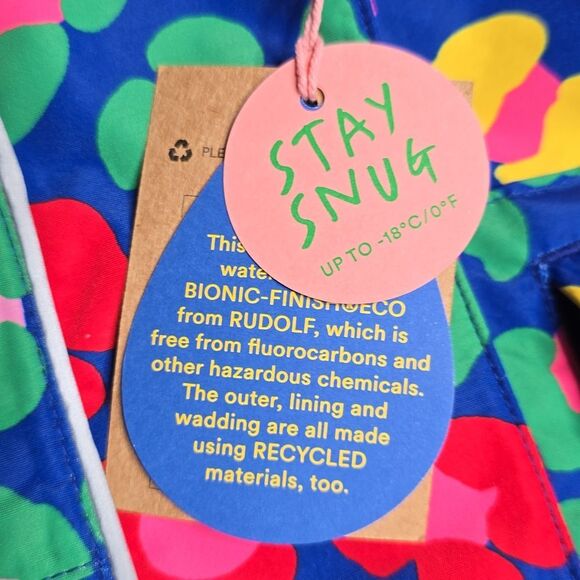 STAY
SNUG
UP TO -18°C/0°F
PLE
This
BIONIC-FINISH®ECO
from RUDOLF, which is
free from fluorocarbons and
other hazardous chemicals.
The outer, lining and
wadding are all made
using RECYCLED
materials, too.